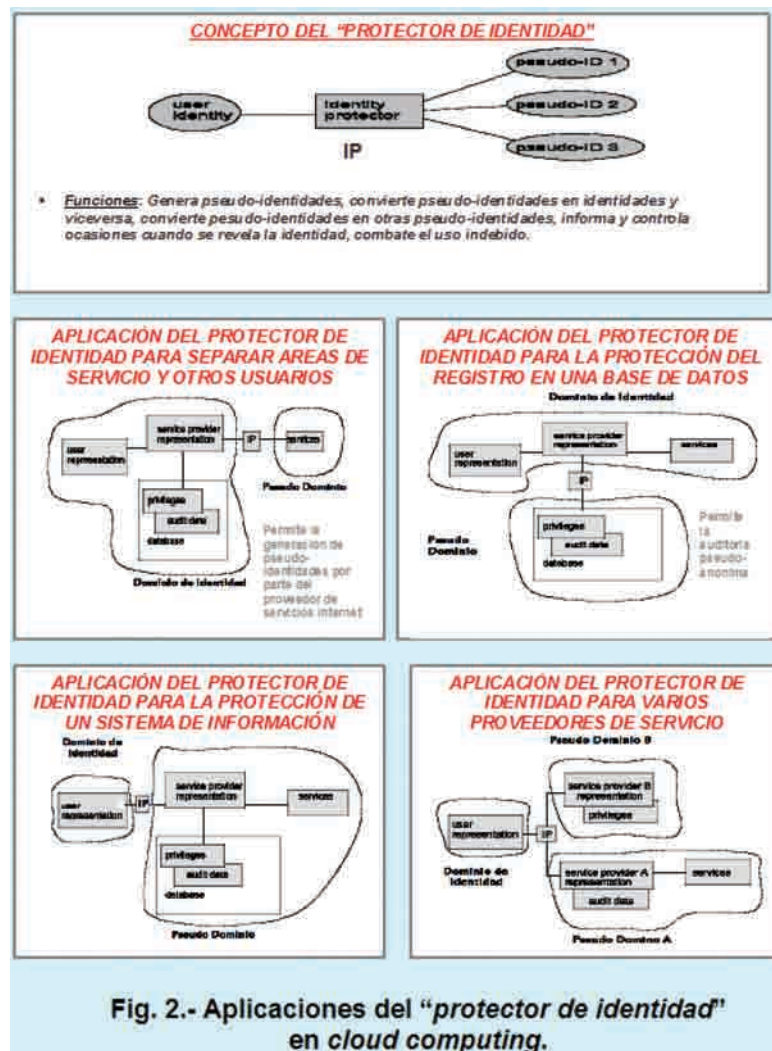 CONCEPTO DEL "PROTECTOR DE IDENTIDAD"
user
identity
Identity
protector
IP
pseudo-ID 1
pseudo-ID 2
pseudo-ID 3
• Funciones: Genera pseudo-identidades, convierte pseudo-identidades en identidades y
viceversa, convierte pesudo-identidades en otras pseudo-identidades, informa y controla
ocasiones cuando se revela la identidad, combate el uso indebido.
APLICACIÓN DEL PROTECTOR DE
IDENTIDAD PARA SEPARAR AREAS DE
SERVICIO Y OTROS USUARIOS
user
representation
service provider
representation
IP
services
Pseudo Dominio
privileges
audit data
database
Dominio de Identidad
Permite la
generación de
pseudo-
identidades por
parte del
proveedor de
servicios internet
APLICACIÓN DEL PROTECTOR DE
IDENTIDAD PARA LA PROTECCIÓN DEL
REGISTRO EN UNA BASE DE DATOS
Dominio de Identidad
user
representation
service provider
representation
services
IP
Pseudo
Dominio
privileges
audit data
database
Permite
la
auditoria
pseudo-
anonima
APLICACIÓN DEL PROTECTOR DE
IDENTIDAD PARA LA PROTECCIÓN DE
UN SISTEMA DE INFORMACIÓN
Dominio de
Identidad
user
representation
IP
service provider
representation
services
privileges
audit data
database
Pseudo Dominio
APLICACIÓN DEL PROTECTOR DE
IDENTIDAD PARA VARIOS
PROVEEDORES DE SERVICIO
Pseudo Dominio B
user
representation
IP
service provider B
representation
privileges
Dominio de
Identidad
service provider A
representation
services
audit data
Pseudo Domino A
Fig. 2.- Aplicaciones del "protector de identidad"
en cloud computing.